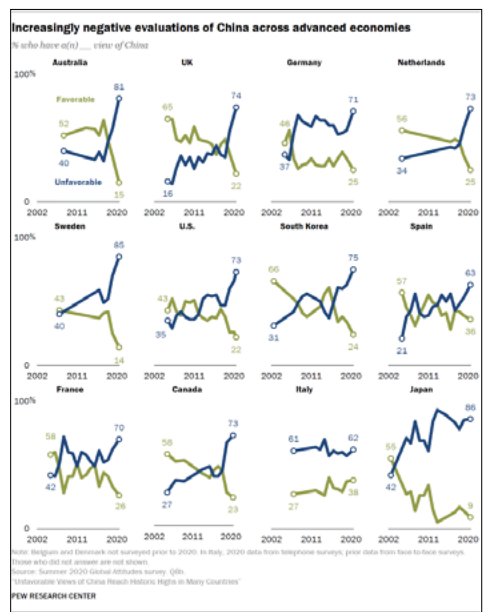 Increasingly negative evaluations of China across advanced economies
% who have a(n) __ view of China
Australia UK Germany Netherlands
100%
Favorable
Unfavorable
52 81 65 74 46 71 56 73
40 15 16 22 37 25 34 25
0
2002 2011 2020 2002 2011 2020 2002 2011 2020 2002 2011 2020
Sweden U.S. South Korea Spain
100%
43 85 43 73 66 75 57 63
40 14 35 22 31 24 21 36
0
2002 2011 2020 2002 2011 2020 2002 2011 2020 2002 2011 2020
France Canada Italy Japan
100%
58 70 58 73 61 62 55 86
42 26 27 23 27 38 42 9
0
2002 2011 2020 2002 2011 2020 2002 2011 2020 2002 2011 2020
Note: Belgium and Denmark not surveyed prior to 2020. In Italy, 2020 data from telephone surveys, prior data from face-to-face surveys.
Those who did not answer are not shown.
Source: Summer 2020 Global Attitudes survey. Q8b.
"Unfavorable Views of China Reach Historic Highs in Many Countries"
PEW RESEARCH CENTER